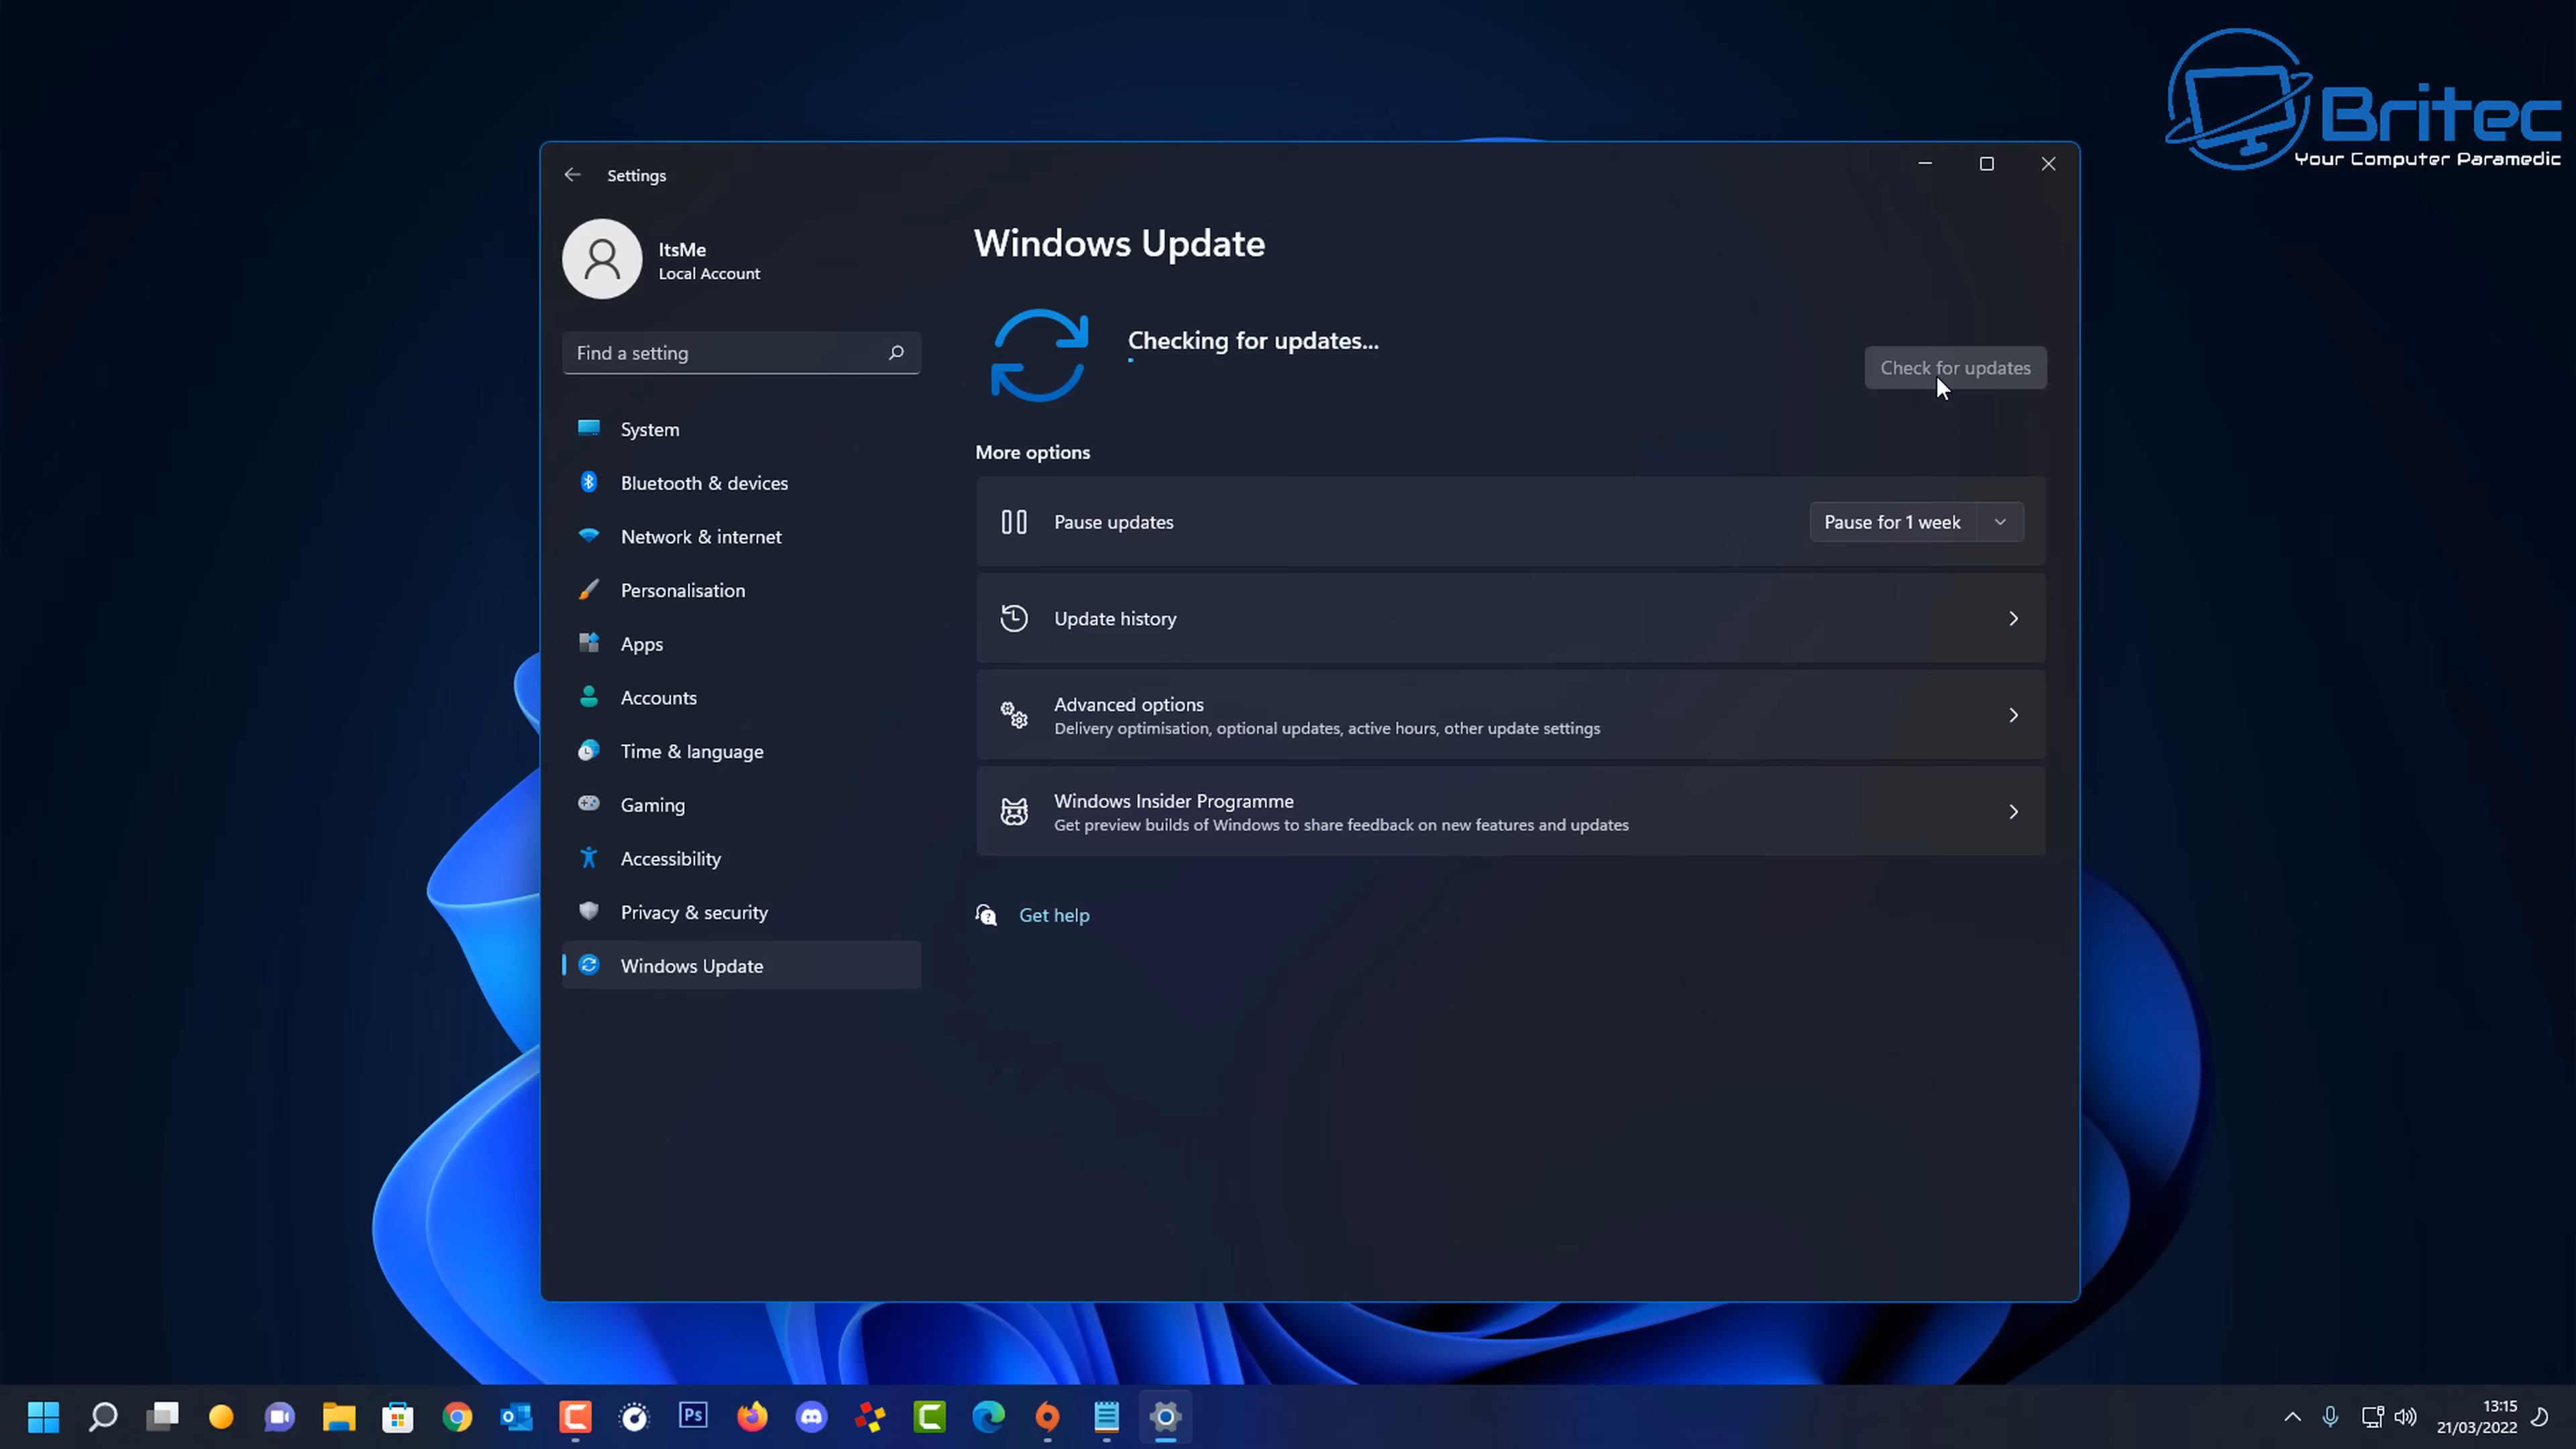 Britec
Your Computer Paramedic
Settings
ItsMe
Local Account
Find a setting
System
Bluetooth & devices
Network & internet
Personalisation
Apps
Accounts
Time & language
Gaming
Accessibility
Privacy & security
Windows Update
Windows Update
Checking for updates...
Check for updates
More options
Pause updates
Pause for 1 week
Update history
Advanced options
Delivery optimisation, optional updates, active hours, other update settings
Windows Insider Programme
Get preview builds of Windows to share feedback on new features and updates
Get help
Ps
13:15
21/03/2022